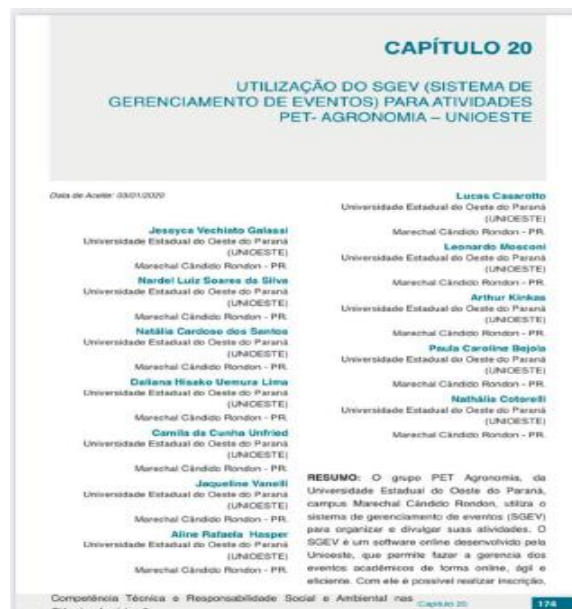 CAPÍTULO 20
UTILIZAÇÃO DO SGEV (SISTEMA DE
GERENCIAMENTO DE EVENTOS) PARA ATIVIDADES
PET- AGRONOMIA – UNIOESTE
Data de Aceite: 03/01/2020
Jessyca Vechiato Galassi
Universidade Estadual do Oeste do Paraná
(UNIOESTE)
Marechal Cândido Rondon - PR.
Nardel Luiz Soares da Silva
Universidade Estadual do Oeste do Paraná
(UNIOESTE)
Marechal Cândido Rondon - PR.
Natália Cardoso dos Santos
Universidade Estadual do Oeste do Paraná
(UNIOESTE)
Marechal Cândido Rondon - PR.
Daliana Hisako Uemura Lima
Universidade Estadual do Oeste do Paraná
(UNIOESTE)
Marechal Cândido Rondon - PR.
Camila da Cunha Unfried
Universidade Estadual do Oeste do Paraná
(UNIOESTE)
Marechal Cândido Rondon - PR.
Jaqueline Vanelli
Universidade Estadual do Oeste do Paraná
(UNIOESTE)
Marechal Cândido Rondon - PR.
Aline Rafaela Hasper
Universidade Estadual do Oeste do Paraná
(UNIOESTE)
Marechal Cândido Rondon - PR.
Lucas Casarotto
Universidade Estadual do Oeste do Paraná
(UNIOESTE)
Marechal Cândido Rondon - PR.
Leonardo Mosconi
Universidade Estadual do Oeste do Paraná
(UNIOESTE)
Marechal Cândido Rondon - PR.
Arthur Kinkas
Universidade Estadual do Oeste do Paraná
(UNIOESTE)
Marechal Cândido Rondon - PR.
Paula Caroline Bejola
Universidade Estadual do Oeste do Paraná
(UNIOESTE)
Marechal Cândido Rondon - PR.
Nathália Cotorelli
Universidade Estadual do Oeste do Paraná
(UNIOESTE)
Marechal Cândido Rondon - PR.
RESUMO: O grupo PET Agronomia, da
Universidade Estadual do Oeste do Paraná,
campus Marechal Cândido Rondon, utiliza o
sistema de gerenciamento de eventos (SGEV)
para organizar e divulgar suas atividades. O
SGEV é um software online desenvolvido pela
Unioeste, que permite fazer a gerencia dos
eventos acadêmicos de forma online, ágil e
eficiente. Com ele é possível realizar inscrição,
Competência Técnica e Responsabilidade Social e Ambiental nas
Capítulo 20
174